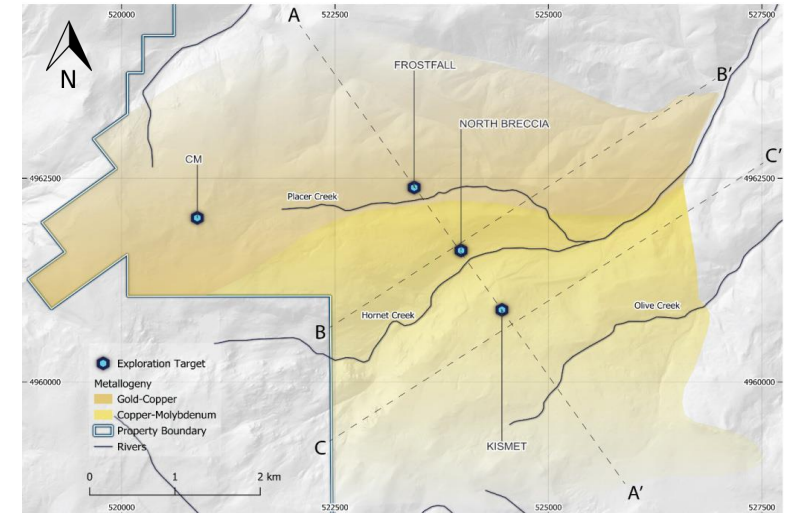 520000
522500
525000
527500
A
FROSTFALL
B'
NORTH BRECCIA
CM
C'
4962500
4962500
Placer Creek
N
B
Hornet Creek
Olive Creek
Exploration Target
Metallogeny
Gold-Copper
Copper-Molybdenum
Property Boundary
Rivers
4960000
4960000
C
KISMET
0 1 2 km
A'
520000
522500
525000
527500